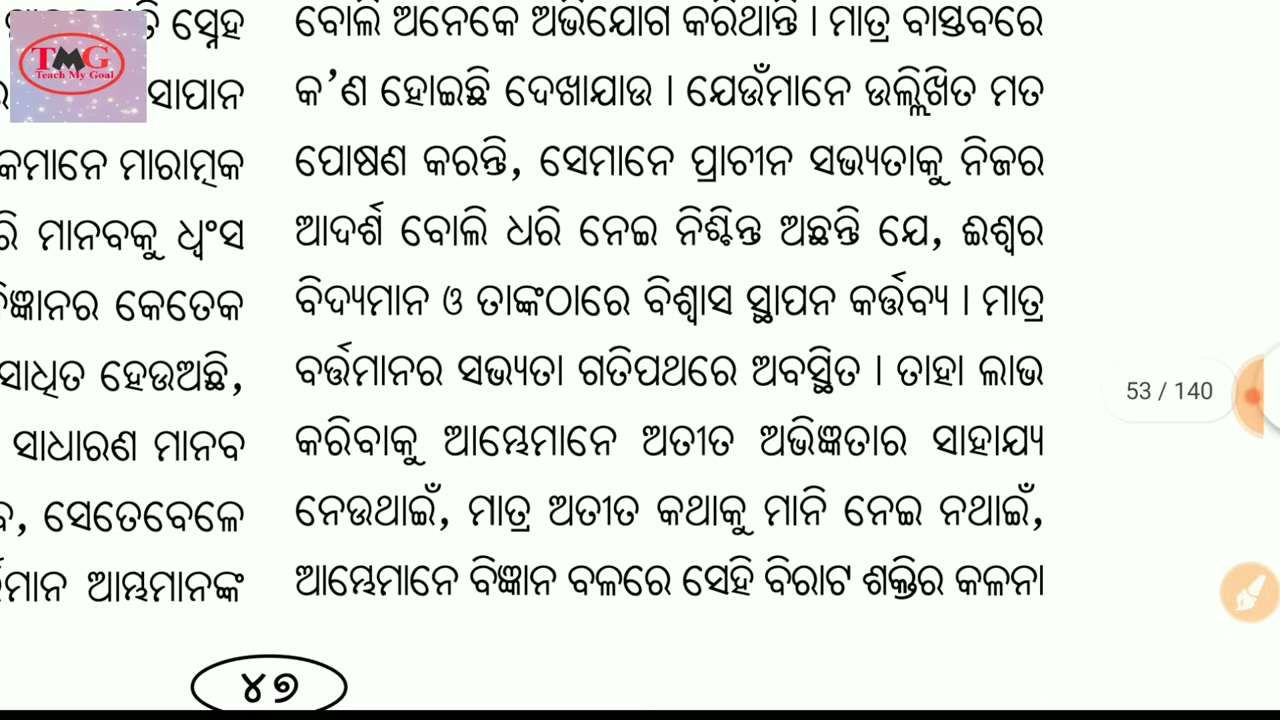 TMG
Teach My Goal
ସ୍ନେହ
ସାପାନ
କମାନେ ମାରାତ୍ମକ
ରି ମାନବକୁ ଧ୍ୱଂସ
ବିଜ୍ଞାନର କେତେକ
ସାଧିତ ହେଉଅଛି,
ସାଧାରଣ ମାନବ
ସେତେବେଳେ
ଆମ୍ଭମାନଙ୍କ
ବୋଲି ଅନେକେ ଅଭିଯୋଗ କରିଥାନ୍ତି । ମାତ୍ର ବାସ୍ତବରେ
କ'ଣ ହୋଇଛି ଦେଖାଯାଉ । ଯେଉଁମାନେ ଉଲ୍ଲିଖିତ ମତ
ପୋଷଣ କରନ୍ତି, ସେମାନେ ପ୍ରାଚୀନ ସଭ୍ୟତାକୁ ନିଜର
ଆଦର୍ଶ ବୋଲି ଧରି ନେଇ ନିଶ୍ଚିନ୍ତ ଅଛନ୍ତି ଯେ, ଈଶ୍ୱର
ବିଦ୍ୟମାନ ଓ ତାଙ୍କଠାରେ ବିଶ୍ୱାସ ସ୍ଥାପନ କର୍ତ୍ତବ୍ୟ । ମାତ୍ର
ବର୍ତ୍ତମାନର ସଭ୍ୟତା ଗତିପଥରେ ଅବସ୍ଥିତ । ତାହା ଲାଭ
କରିବାକୁ ଆମ୍ଭେମାନେ ଅତୀତ ଅଭିଜ୍ଞତାର ସାହାଯ୍ୟ
ନେଉଥାଇଁ, ମାତ୍ର ଅତୀତ କଥାକୁ ମାନି ନେଇ ନଥାଇଁ,
ଆମ୍ଭେମାନେ ବିଜ୍ଞାନ ବଳରେ ସେହି ବିରାଟ ଶକ୍ତିର କଳନା
୪୭
53 / 140